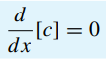 d/dx [c] = 0